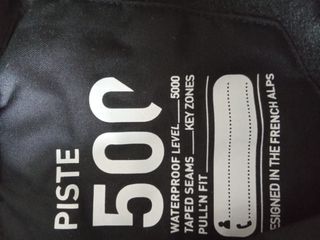 PISTE
500
WATERPROOF LEVEL 5000
TAPED SEAMS KEY ZONES
PULL'N FIT
DESIGNED IN THE FRENCH ALPS